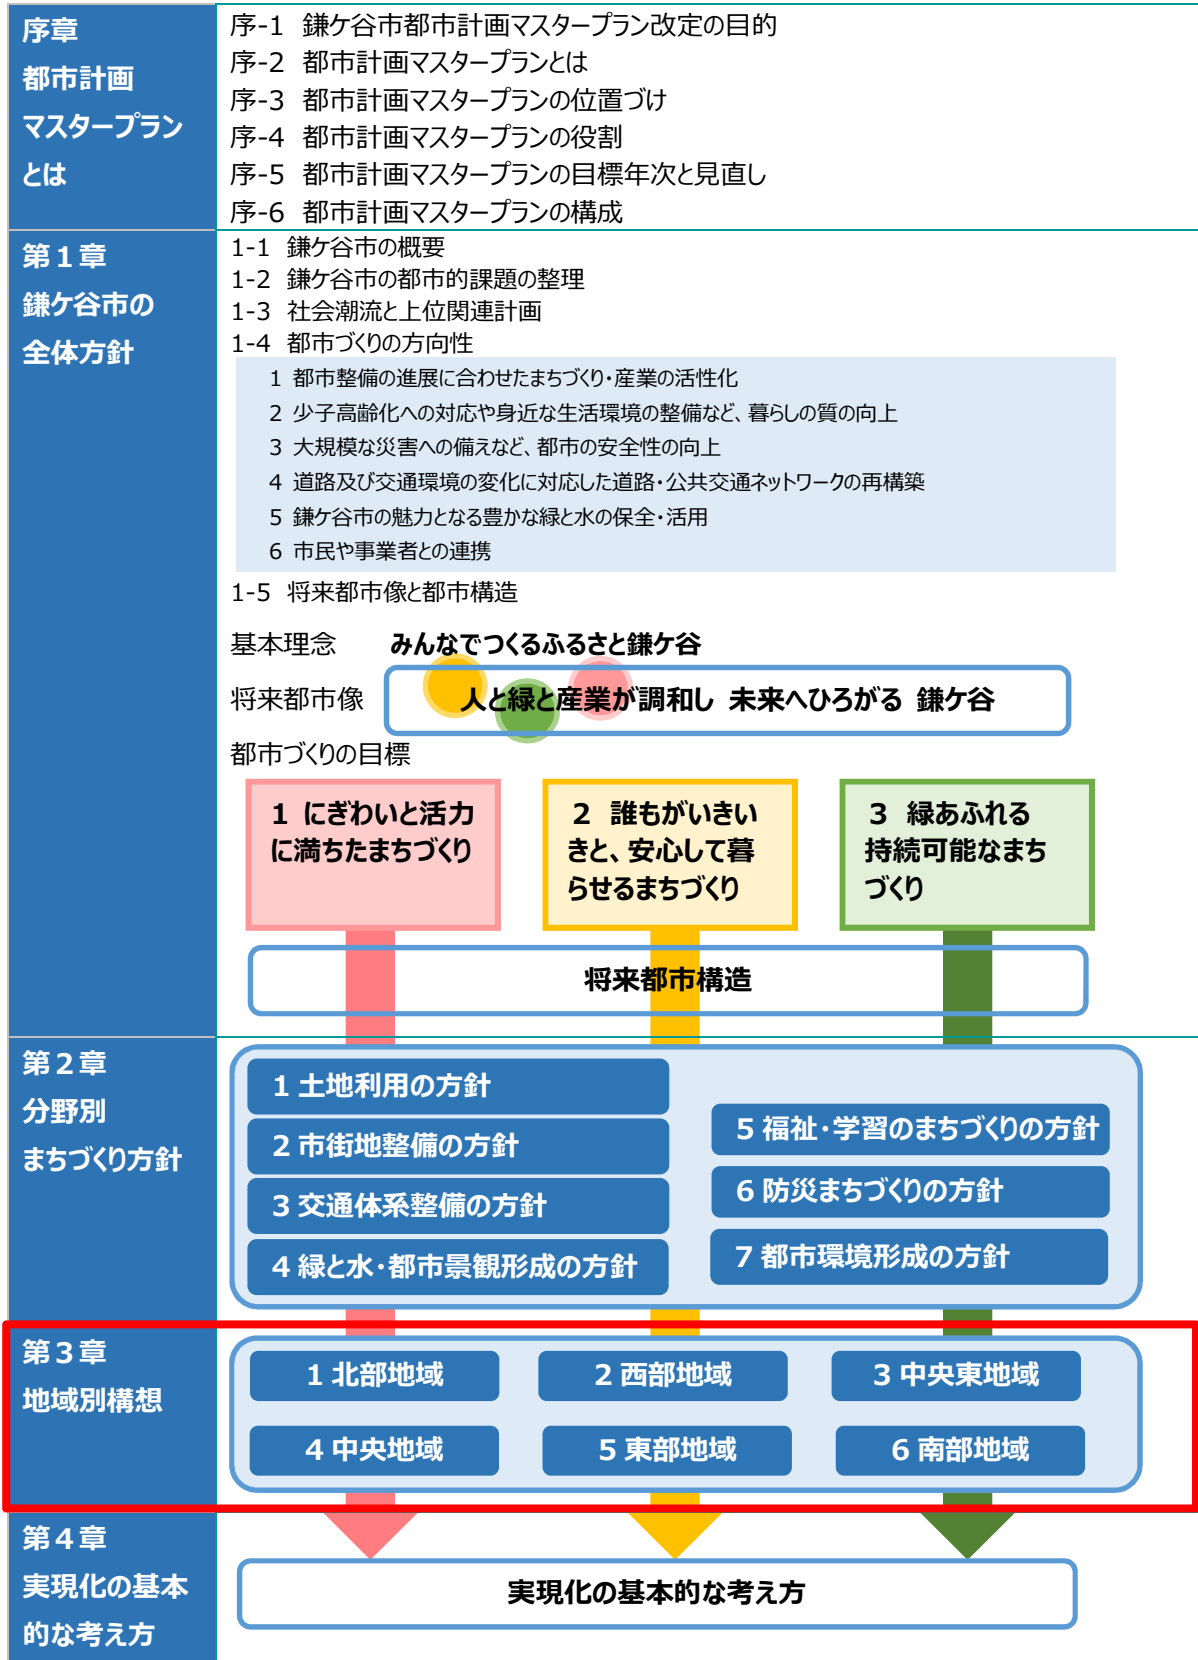 序章
都市計画
マスタープラン
とは
序-1 鎌ケ谷市都市計画マスタープラン改定の目的
序-2 都市計画マスタープランとは
序-3 都市計画マスタープランの位置づけ
序-4 都市計画マスタープランの役割
序-5 都市計画マスタープランの目標年次と見直し
序-6 都市計画マスタープランの構成
第1章
鎌ケ谷市の
全体方針
1-1 鎌ケ谷市の概要
1-2 鎌ケ谷市の都市的課題の整理
1-3 社会潮流と上位関連計画
1-4 都市づくりの方向性
1 都市整備の進展に合わせたまちづくり・産業の活性化
2 少子高齢化への対応や身近な生活環境の整備など、暮らしの質の向上
3 大規模な災害への備えなど、都市の安全性の向上
4 道路及び交通環境の変化に対応した道路・公共交通ネットワークの再構築
5 鎌ケ谷市の魅力となる豊かな緑と水の保全・活用
6 市民や事業者との連携
1-5 将来都市像と都市構造
基本理念 みんなでつくるふるさと鎌ケ谷
将来都市像 人と緑と産業が調和し 未来へひろがる 鎌ケ谷
都市づくりの目標
1 にぎわいと活力
に満ちたまちづくり
2 誰もがいきい
きと、安心して暮
らせるまちづくり
3 緑あふれる
持続可能なまち
づくり
将来都市構造
第2章
分野別
まちづくり方針
1 土地利用の方針
2 市街地整備の方針
3 交通体系整備の方針
4 緑と水・都市景観形成の方針
5 福祉・学習のまちづくりの方針
6 防災まちづくりの方針
7 都市環境形成の方針
第3章
地域別構想
1 北部地域
2 西部地域
3 中央東地域
4 中央地域
5 東部地域
6 南部地域
第4章
実現化の基本
的な考え方
実現化の基本的な考え方